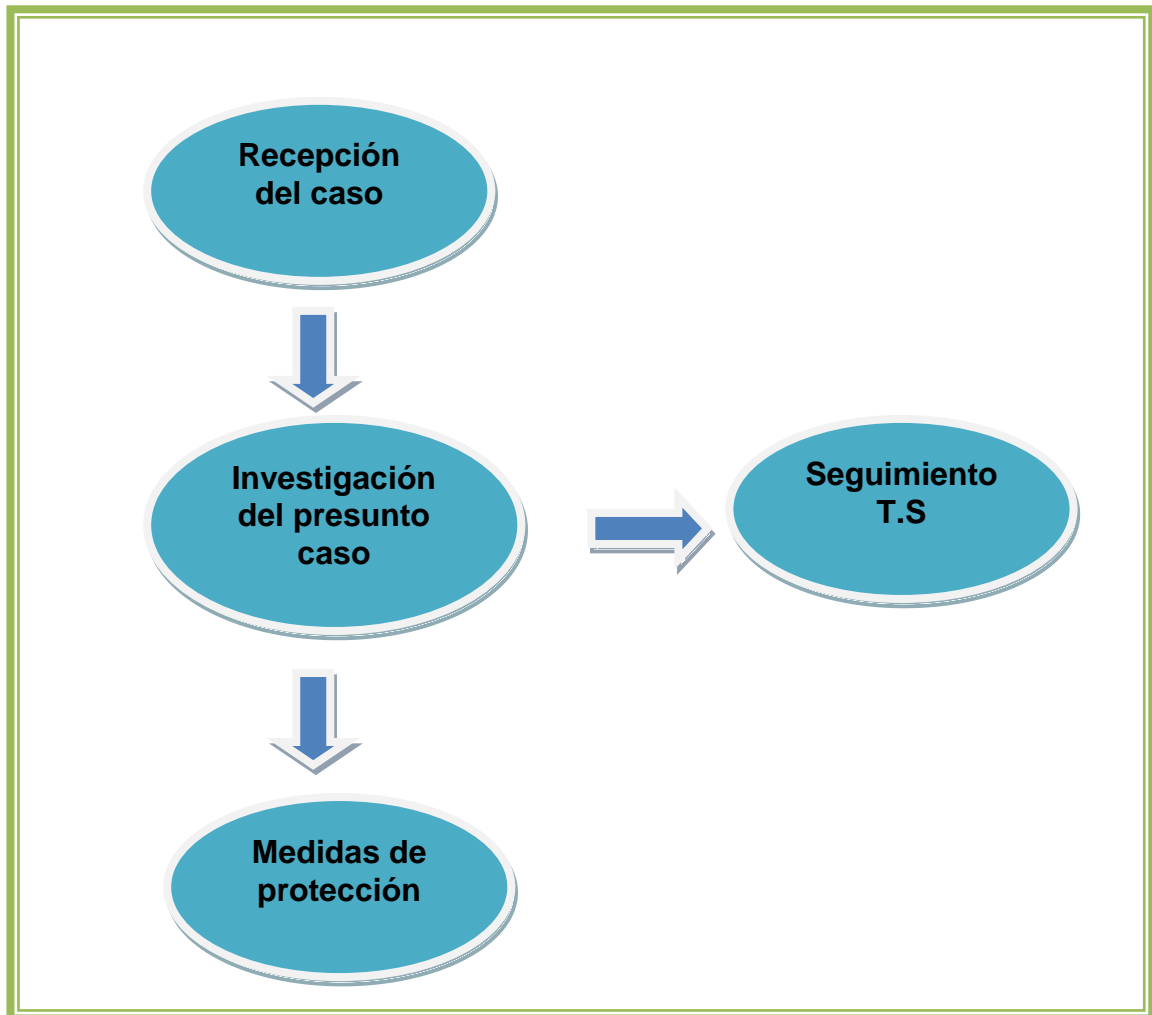 Recepción
del caso
Investigación
del presunto
caso
Seguimiento
T.S
Medidas de
protección